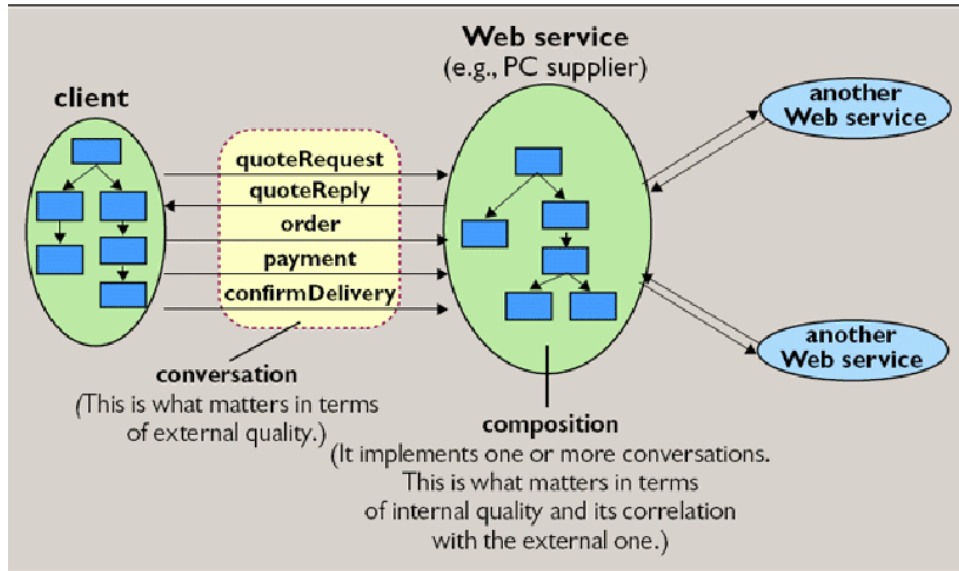 Web service
(e.g., PC supplier)
client
another
Web service
quoteRequest
quoteReply
order
payment
confirmDelivery
another
Web service
conversation
(This is what matters in terms
of external quality.)
composition
(It implements one or more conversations.
This is what matters in terms
of internal quality and its correlation
with the external one.)